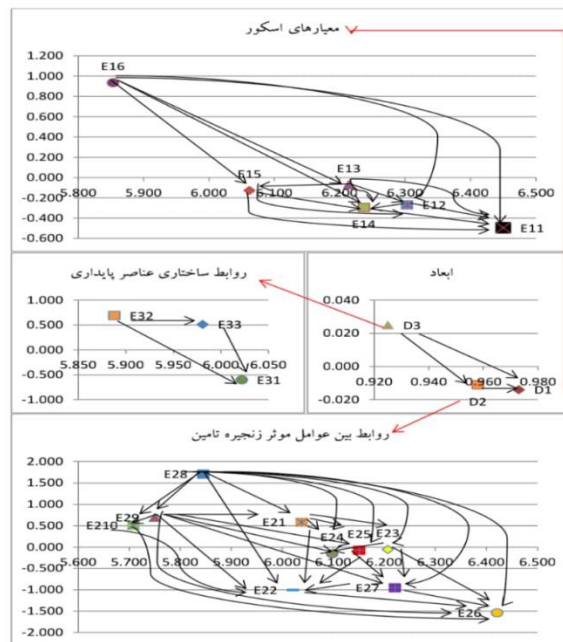 معیارهای اسکور
1.200
1.000
0.800
0.600
0.400
0.200
0.000
-0.200
-0.400
-0.600
5.800 5.900 6.000 6.100 6.200 6.300 6.400 6.500
E16
E15
E13
E14
E12
E11
روابط ساختاری عناصر پایداری
1.000
0.500
0.000
-0.500
-1.000
5.850 5.900 5.950 6.000 6.050
E32
E33
E31
ابعاد
0.040
0.020
0.000
-0.020
0.920 0.940 0.960 0.980
D3
D2
D1
روابط بین عوامل موثر زنجیره تامین
2.000
1.500
1.000
0.500
0.000
-0.500
-1.000
-1.500
-2.000
5.600 5.700 5.800 5.900 6.000 6.100 6.200 6.300 6.400 6.500
E28
E29
E210
E21
E24
E25
E23
E22
E27
E26